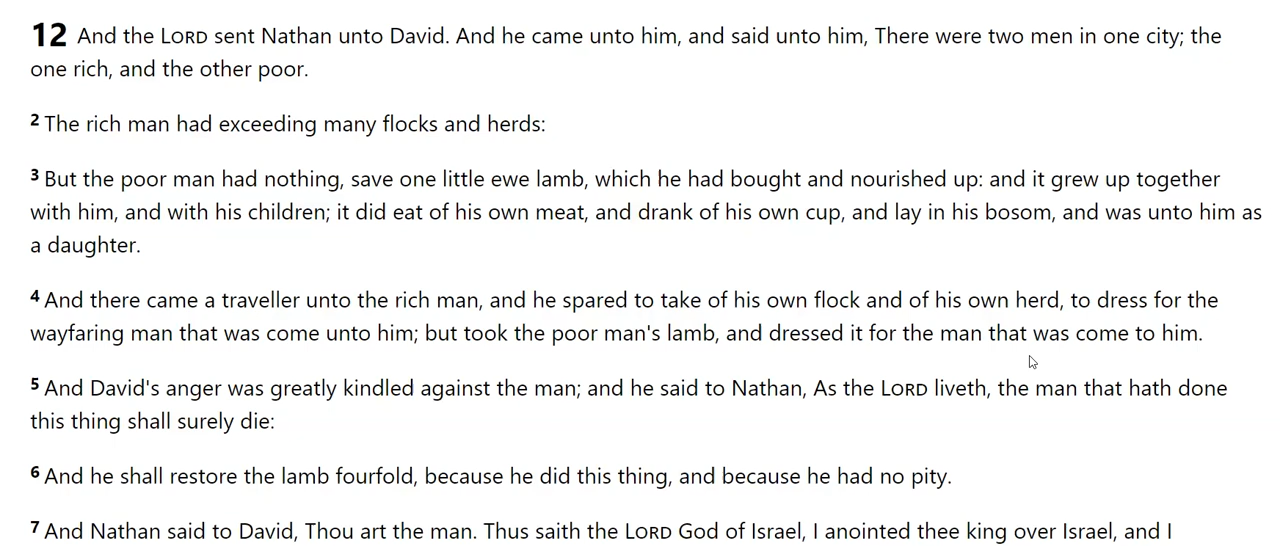 12 And the LORD sent Nathan unto David. And he came unto him, and said unto him, There were two men in one city; the
one rich, and the other poor.
2 The rich man had exceeding many flocks and herds:
3 But the poor man had nothing, save one little ewe lamb, which he had bought and nourished up: and it grew up together
with him, and with his children; it did eat of his own meat, and drank of his own cup, and lay in his bosom, and was unto him as
a daughter.
4 And there came a traveller unto the rich man, and he spared to take of his own flock and of his own herd, to dress for the
wayfaring man that was come unto him; but took the poor man's lamb, and dressed it for the man that was come to him.
5 And David's anger was greatly kindled against the man; and he said to Nathan, As the LORD liveth, the man that hath done
this thing shall surely die:
6 And he shall restore the lamb fourfold, because he did this thing, and because he had no pity.
7 And Nathan said to David, Thou art the man. Thus saith the LORD God of Israel, I anointed thee king over Israel, and I